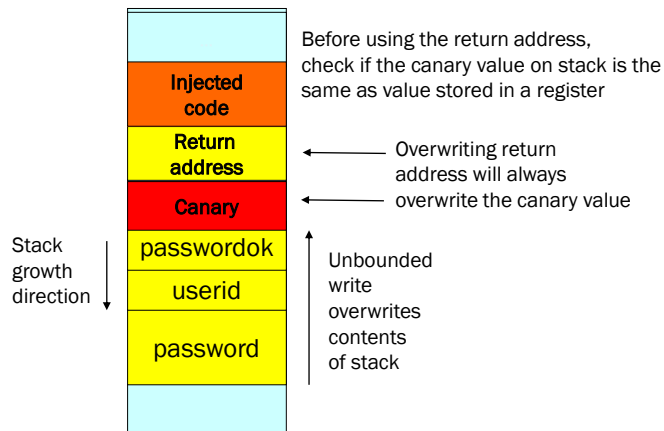 Before using the return address,
check if the canary value on stack is the
same as value stored in a register
Injected
code
Return
address
Overwriting return
address will always
overwrite the canary value
Canary
Stack
growth
direction
passwordok
userid
password
Unbounded
write
overwrites
contents
of stack